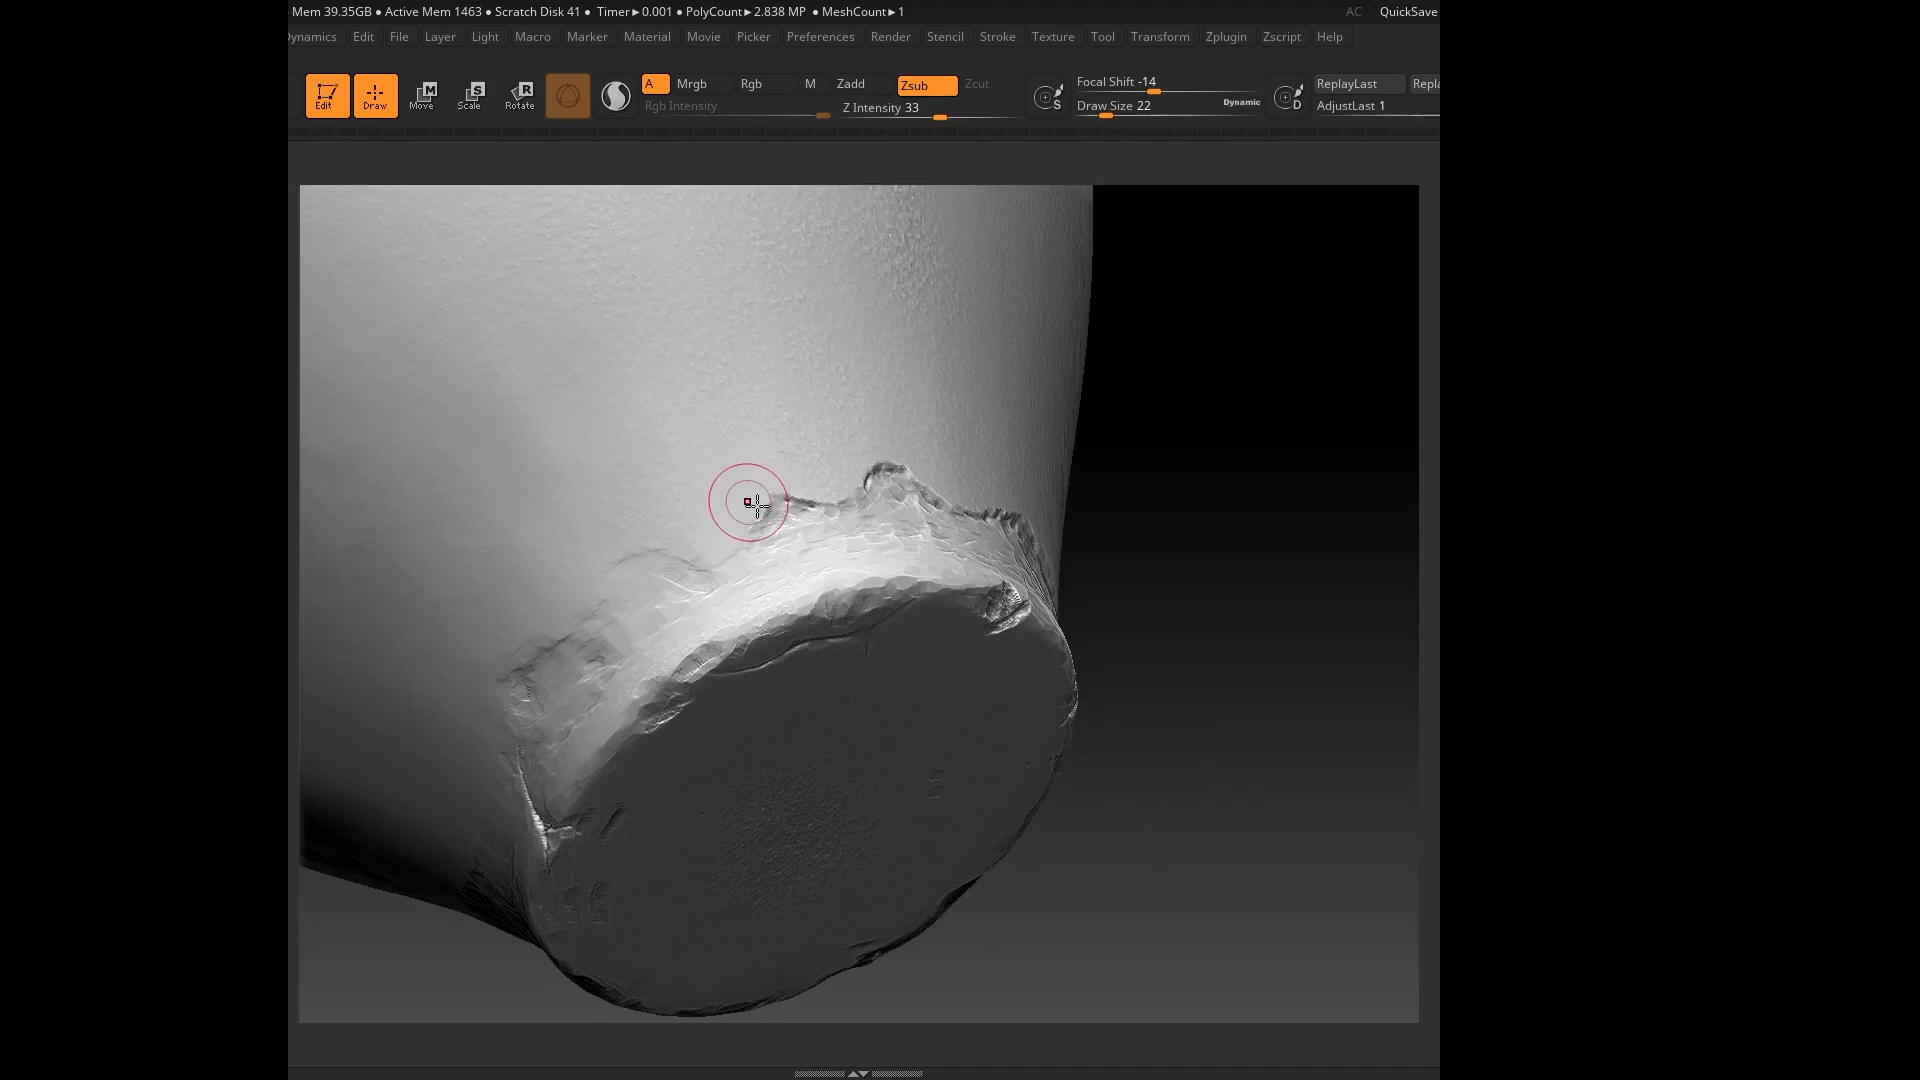 Mem 39.35GB ● Active Mem 1463 ● Scratch Disk 41 ● Timer►0.001 ● PolyCount►2.838 MP ● MeshCount►1 AC QuickSave
Dynamics Edit File Layer Light Macro Marker Material Movie Picker Preferences Render Stencil Stroke Texture Tool Transform Zplugin Zscript Help
A Mrgb Rgb M Zadd Zsub Zcut Focal Shift -14 ReplayLast Repla
Edit Draw Move Scale Rotate Rgb Intensity Z Intensity 33 Draw Size 22 Dynamic AdjustLast 1
M S R S D